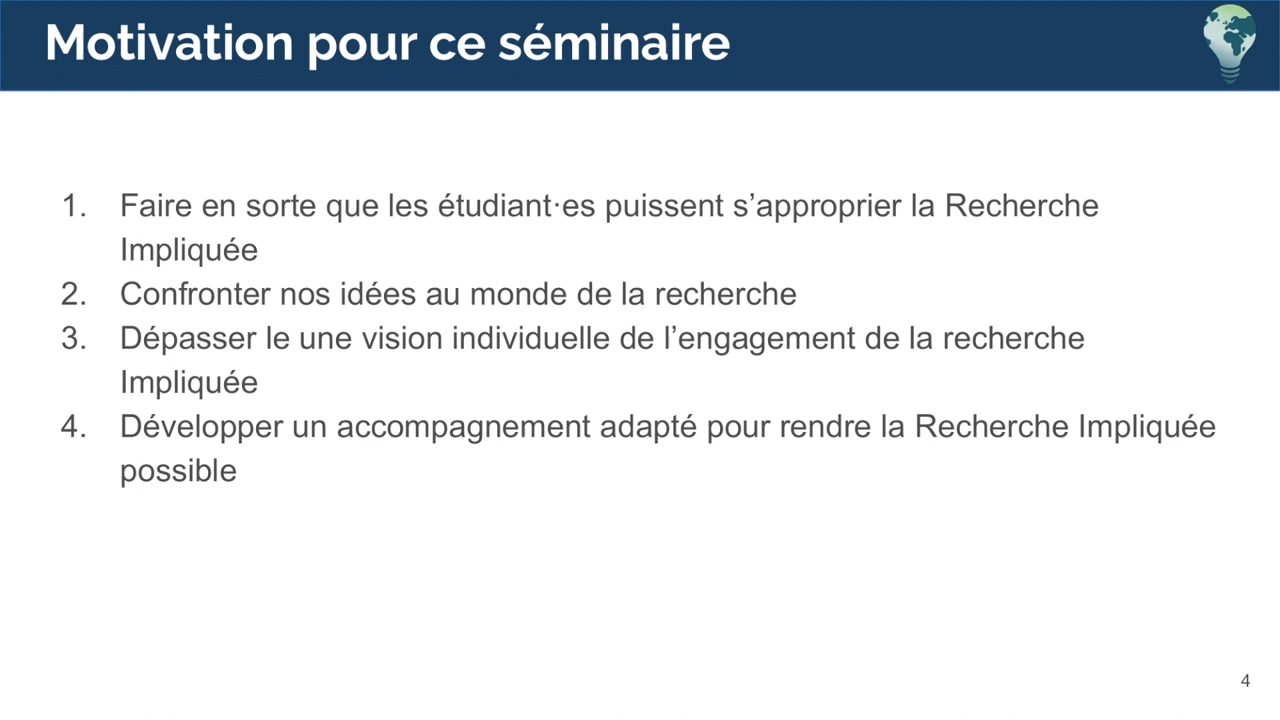 Motivation pour ce séminaire
1. Faire en sorte que les étudiant·es puissent s’approprier la Recherche
Impliquée
2. Confronter nos idées au monde de la recherche
3. Dépasser le une vision individuelle de l’engagement de la recherche
Impliquée
4. Développer un accompagnement adapté pour rendre la Recherche Impliquée
possible
4